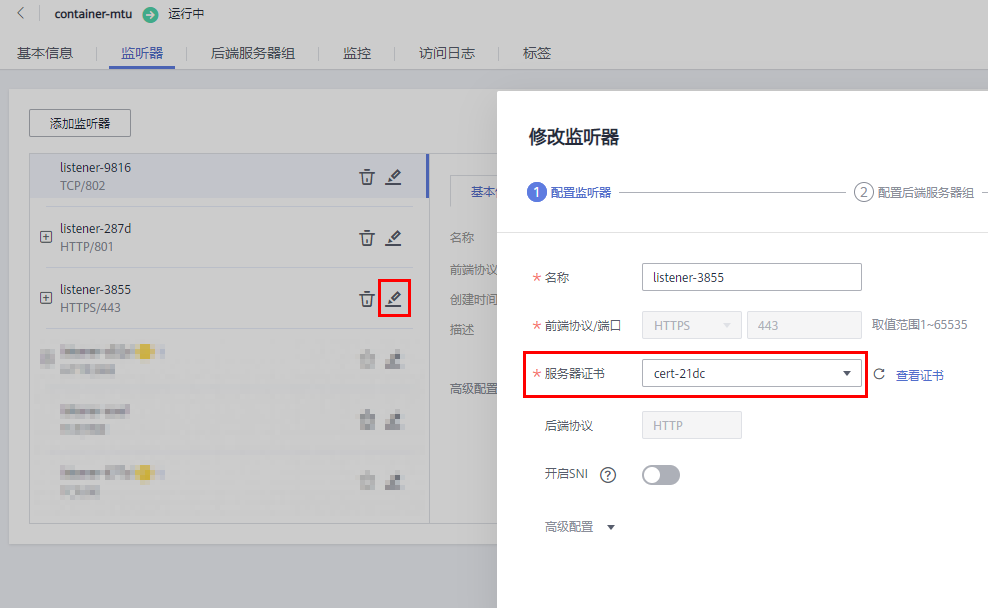 container-mtu 运行中
基本信息 监听器 后端服务器组 监控 访问日志 标签
添加监听器
listener-9816
TCP/802
listener-287d
HTTP/801
listener-3855
HTTPS/443
基本
名称
前端协议
创建时间
描述
高级配置
修改监听器
1 配置监听器 2 配置后端服务器组
* 名称 listener-3855
* 前端协议/端口 HTTPS 443 取值范围1~65535
* 服务器证书 cert-21dc 查看证书
后端协议 HTTP
开启SNI ?
高级配置